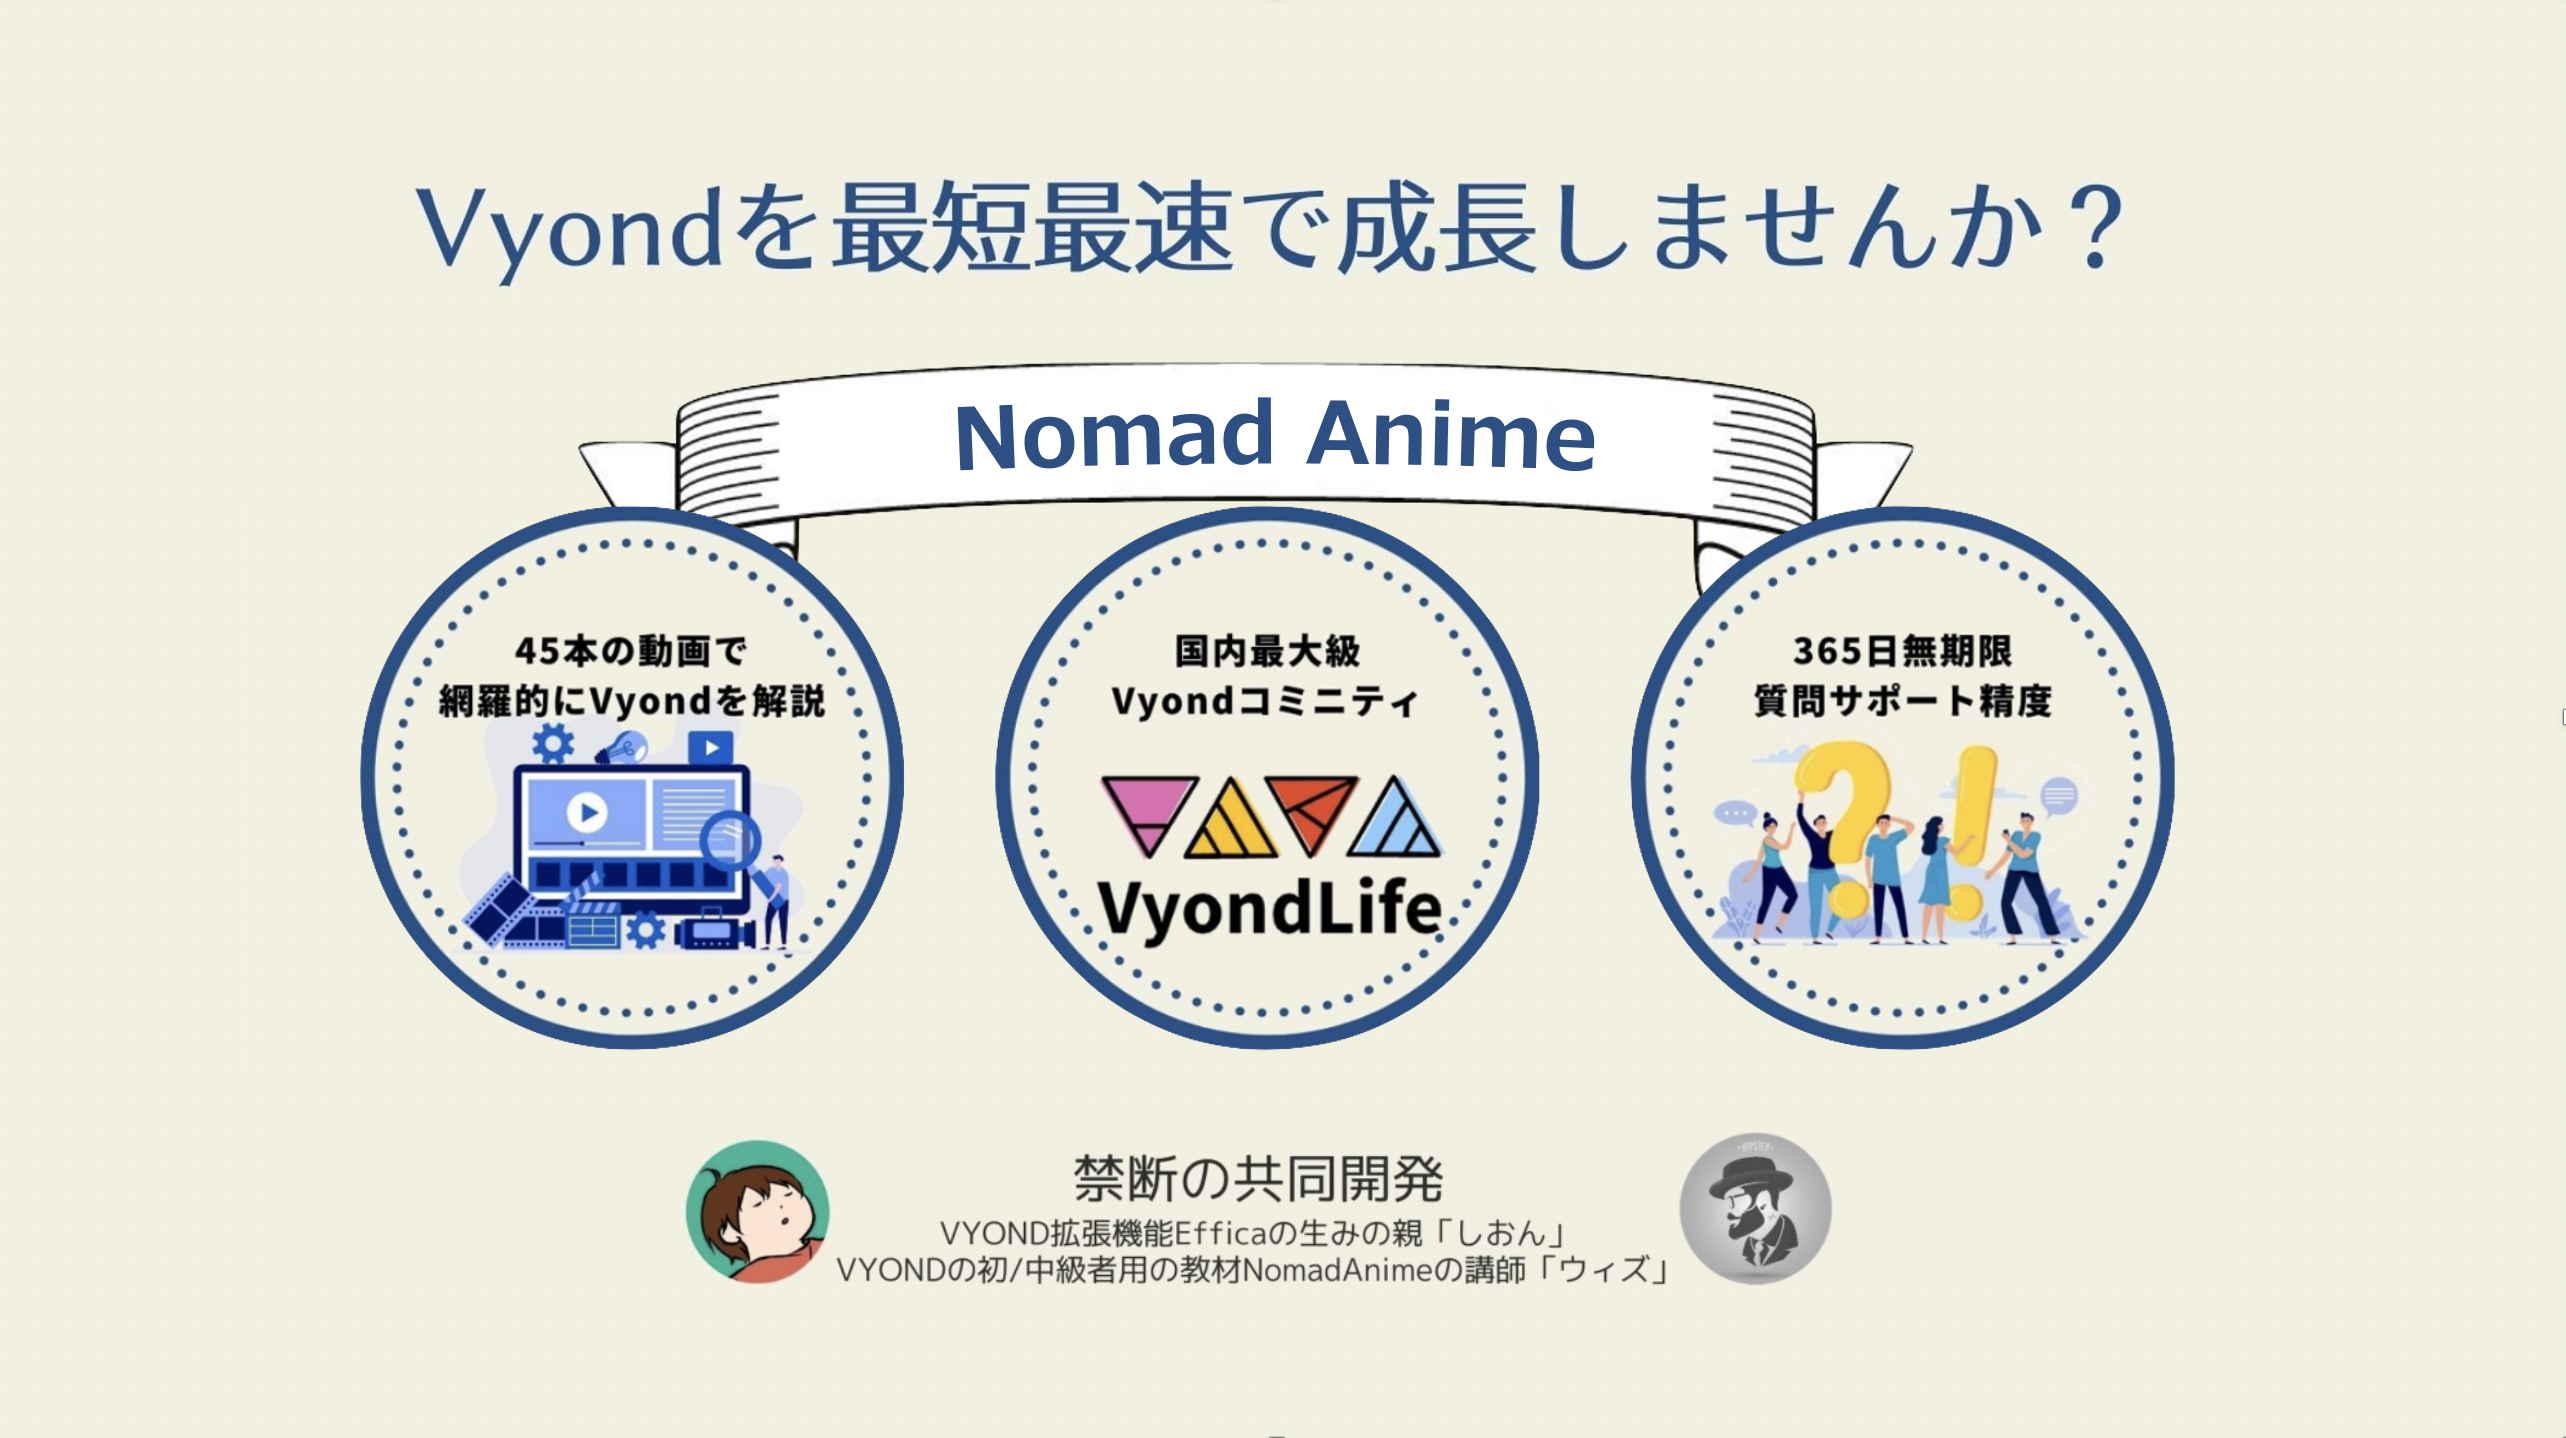 Vyondを最短最速で成長しませんか？
Nomad Anime
45本の動画で
網羅的にVyondを解説
国内最大級
Vyondコミニティ
VyondLife
365日無期限
質問サポート精度
禁断の共同開発
VYOND拡張機能Efficaの生みの親「しおん」
VYONDの初/中級者用の教材NomadAnimeの講師「ウィズ」
HIPSTER